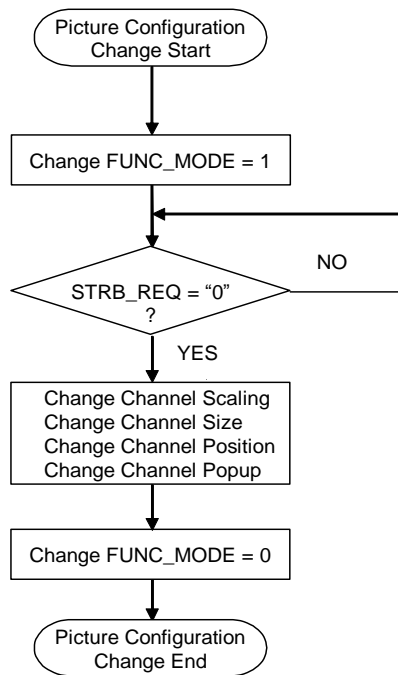 Picture Configuration
Change Start
Change FUNC_MODE = 1
STRB_REQ = “0”
?
NO
YES
Change Channel Scaling
Change Channel Size
Change Channel Position
Change Channel Popup
Change FUNC_MODE = 0
Picture Configuration
Change End